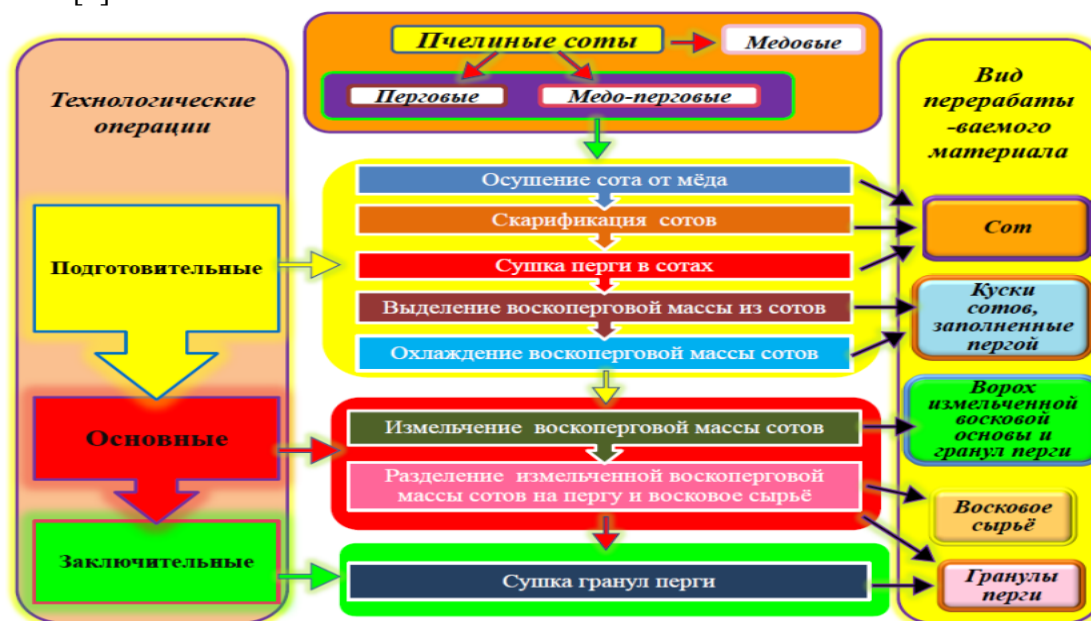 Пчелиные соты
Медовые
Перговые
Медо-перговые
Технологические
операции
Подготовительные
Основные
Заключительные
Осушение сота от мёда
Скарификация сотов
Сушка перги в сотах
Выделение воскоперговой массы из сотов
Охлаждение воскоперговой массы сотов
Измельчение воскоперговой массы сотов
Разделение измельченной воскоперговой
массы сотов на пергу и восковое сырьё
Сушка гранул перги
Вид
перерабаты
-ваемого
материала
Сот
Куски
сотов,
заполненные
пергой
Ворох
измельченной
восковой
основы и
гранул перги
Восковое
сырьё
Гранулы
перги